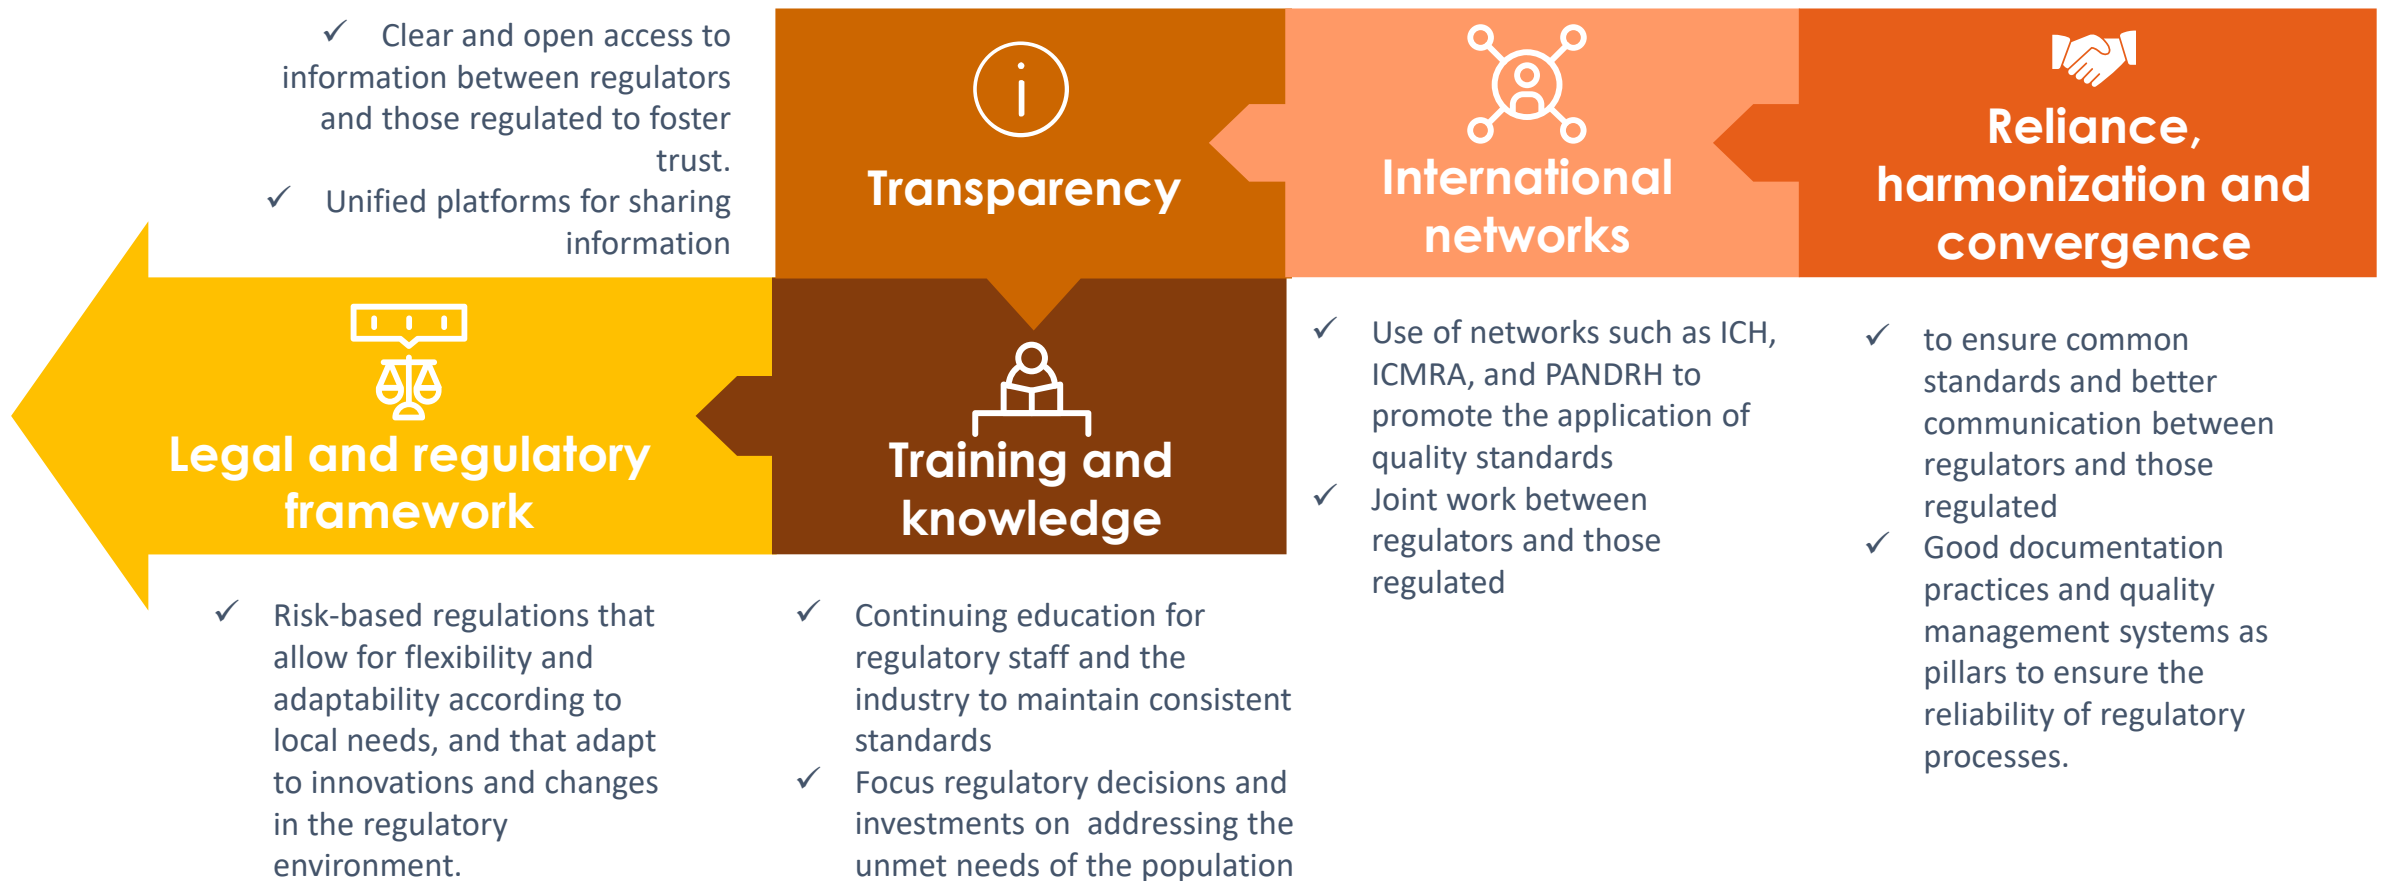 ✓ Clear and open access to
information between regulators
and those regulated to foster
trust.
✓ Unified platforms for sharing
information
Transparency
International
networks
Reliance,
harmonization and
convergence
Legal and regulatory
framework
Training and
knowledge
✓ Use of networks such as ICH,
ICMRA, and PANDRH to
promote the application of
quality standards
✓ Joint work between
regulators and those
regulated
✓ to ensure common
standards and better
communication between
regulators and those
regulated
✓ Good documentation
practices and quality
management systems as
pillars to ensure the
reliability of regulatory
processes.
✓ Risk-based regulations that
allow for flexibility and
adaptability according to
local needs, and that adapt
to innovations and changes
in the regulatory
environment.
✓ Continuing education for
regulatory staff and the
industry to maintain consistent
standards
✓ Focus regulatory decisions and
investments on addressing the
unmet needs of the population